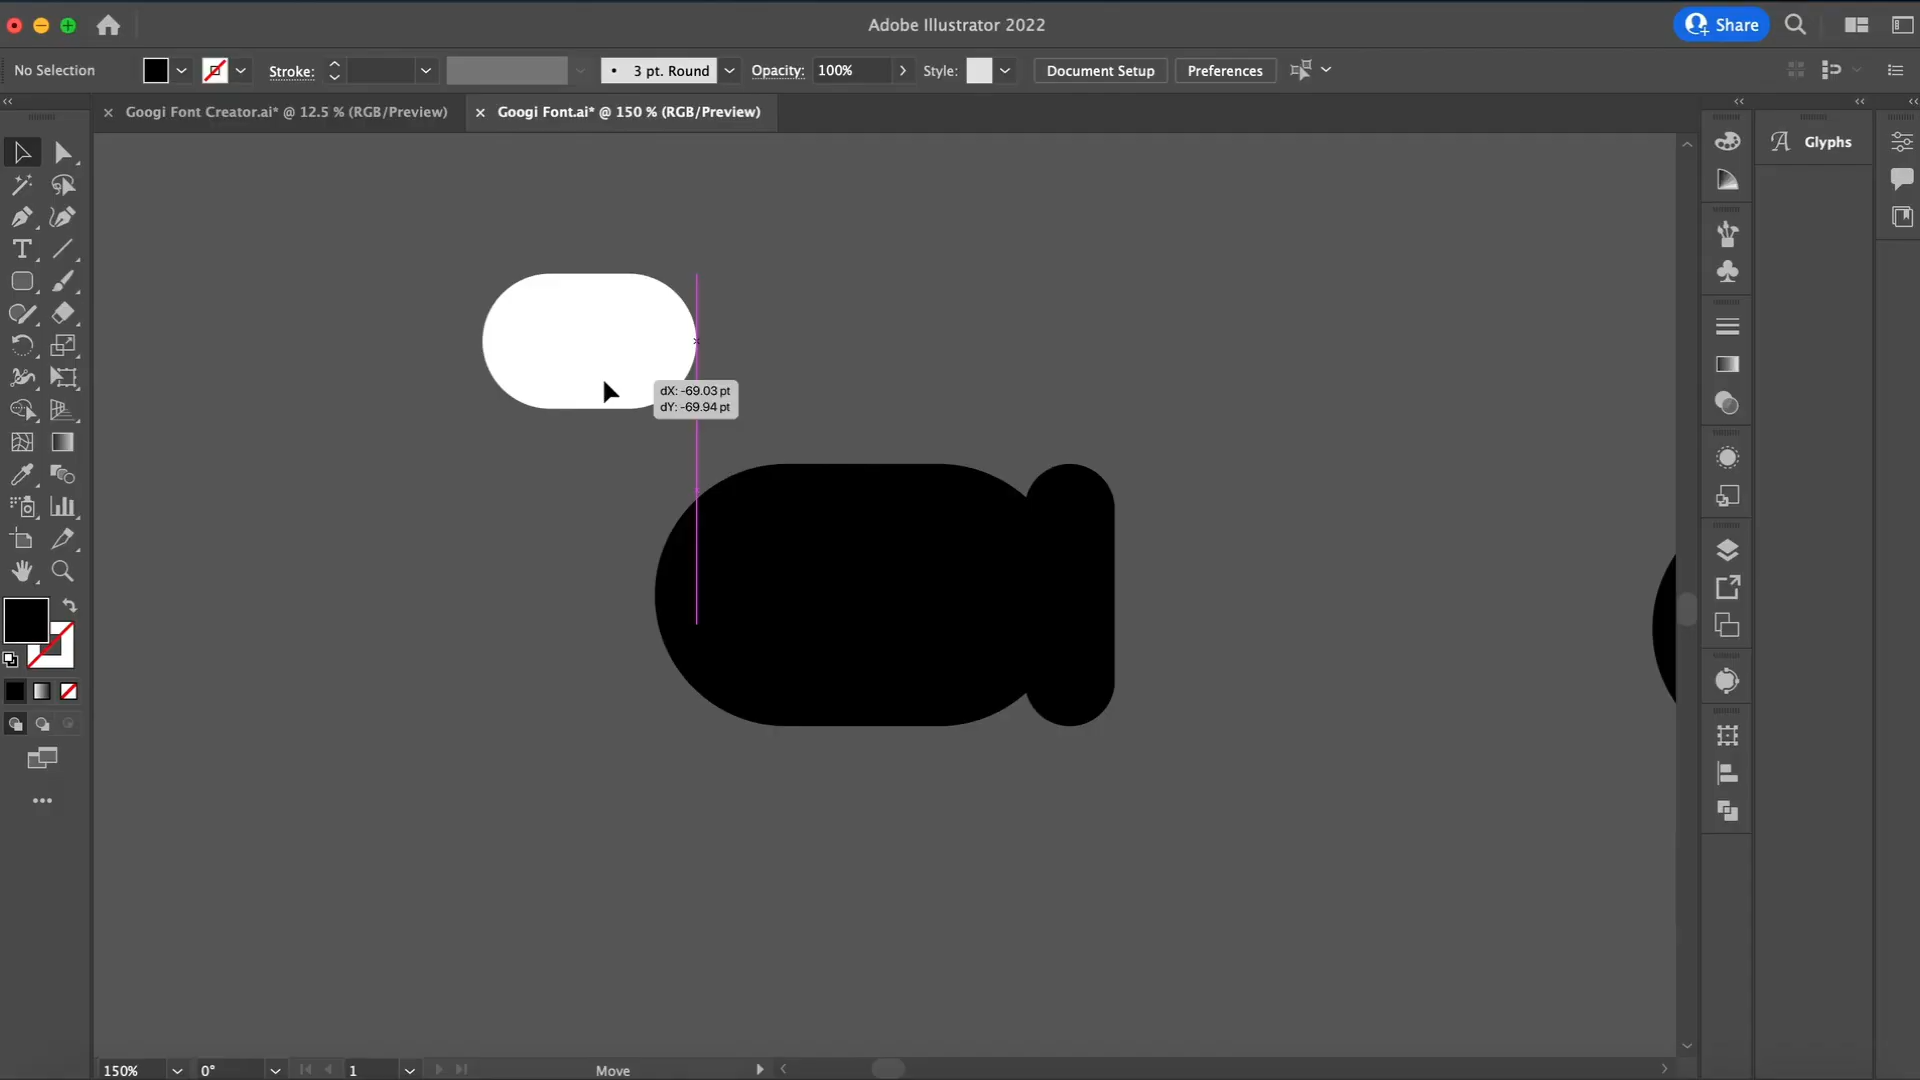 Adobe Illustrator 2022
Share
No Selection
Stroke:
3 pt. Round
Opacity: 100%
Style:
Document Setup
Preferences
Googi Font Creator.ai* @ 12.5 % (RGB/Preview)
Googi Font.ai* @ 150 % (RGB/Preview)
Glyphs
dX: -69.03 pt
dY: -69.94 pt
150%
0°
1
Move